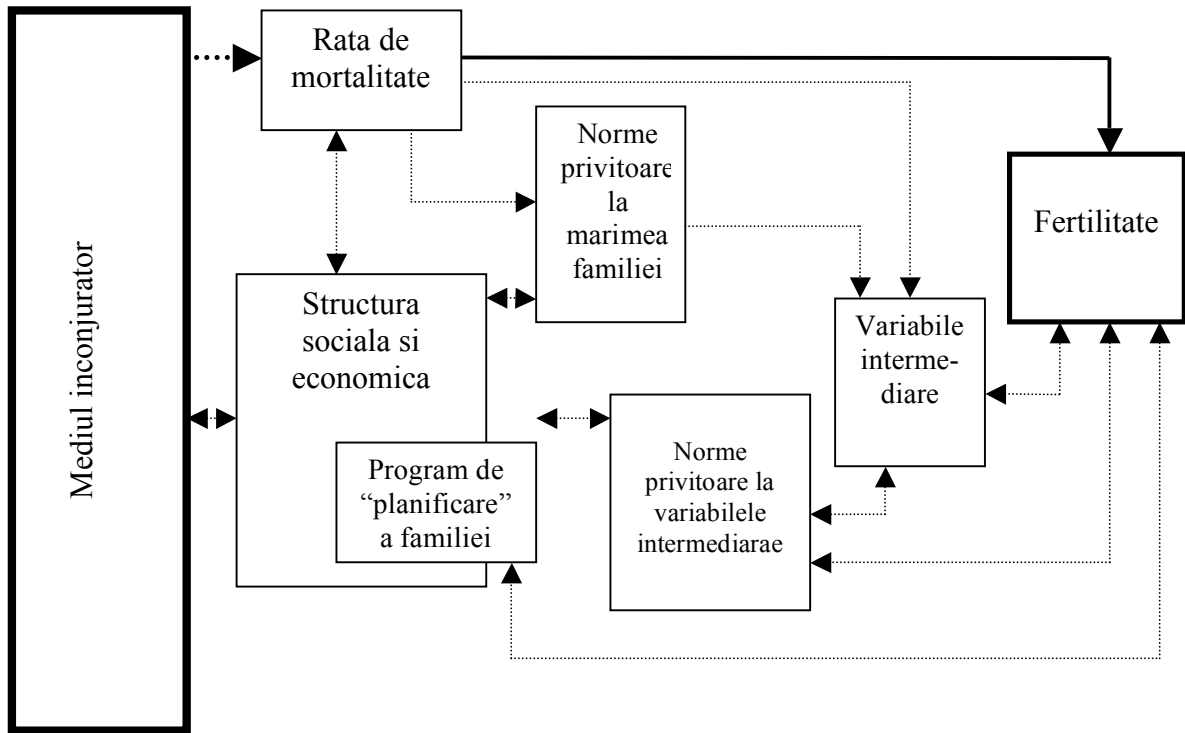 Mediul inconjurator
Rata de
mortalitate
Norme
privitoare
la
marimea
familiei
Fertilitate
Structura
sociala si
economica
Variabile
interme-
diare
Program de
“planificare”
a familiei
Norme
privitoare la
variabilele
intermediarae